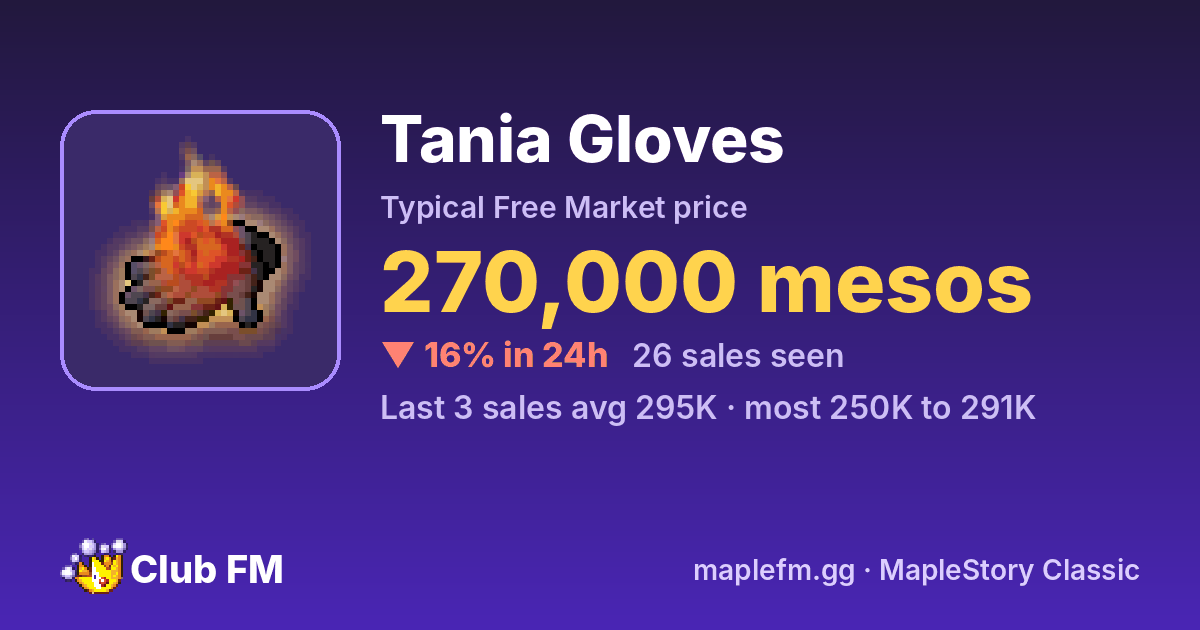 Tania Gloves
Typical Free Market price
270,000 mesos
▼ 16% in 24h 26 sales seen
Last 3 sales avg 295K · most 250K to 291K
Club FM
maplefm.gg · MapleStory Classic